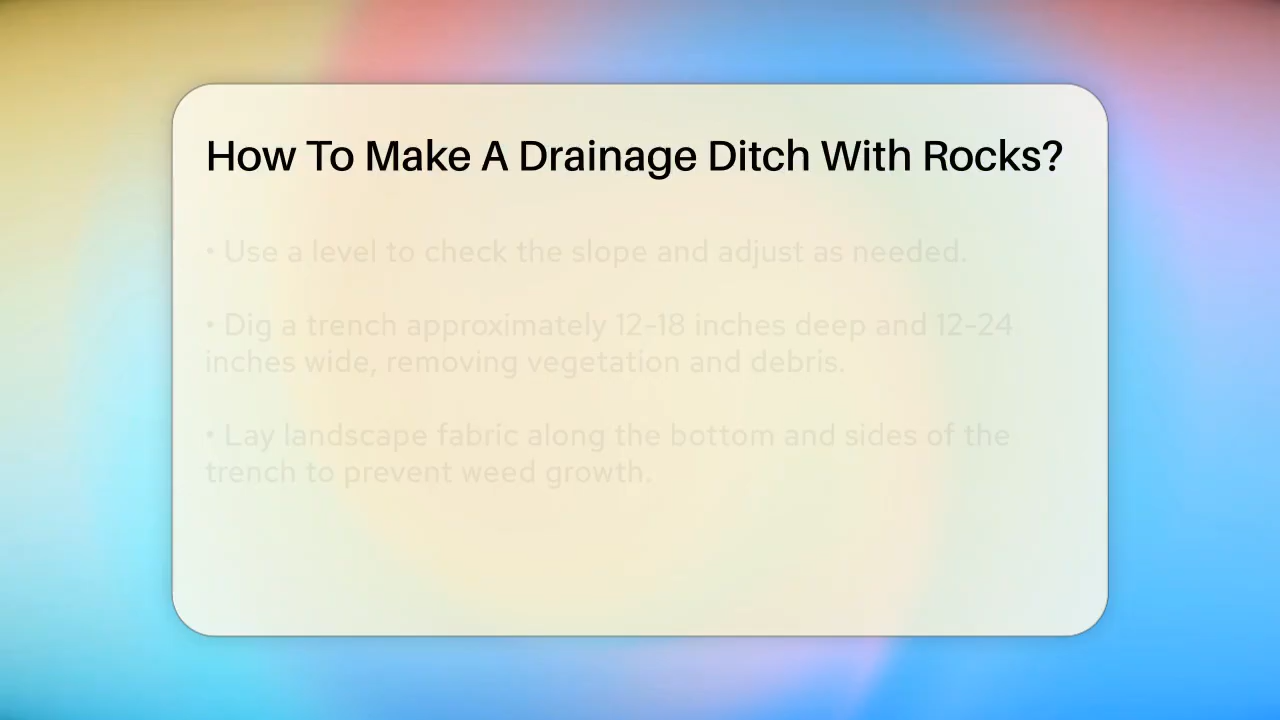 How To Make A Drainage Ditch With Rocks?
• Use a level to check the slope and adjust as needed.
• Dig a trench approximately 12-18 inches deep and 12-24
inches wide, removing vegetation and debris.
• Lay landscape fabric along the bottom and sides of the
trench to prevent weed growth.